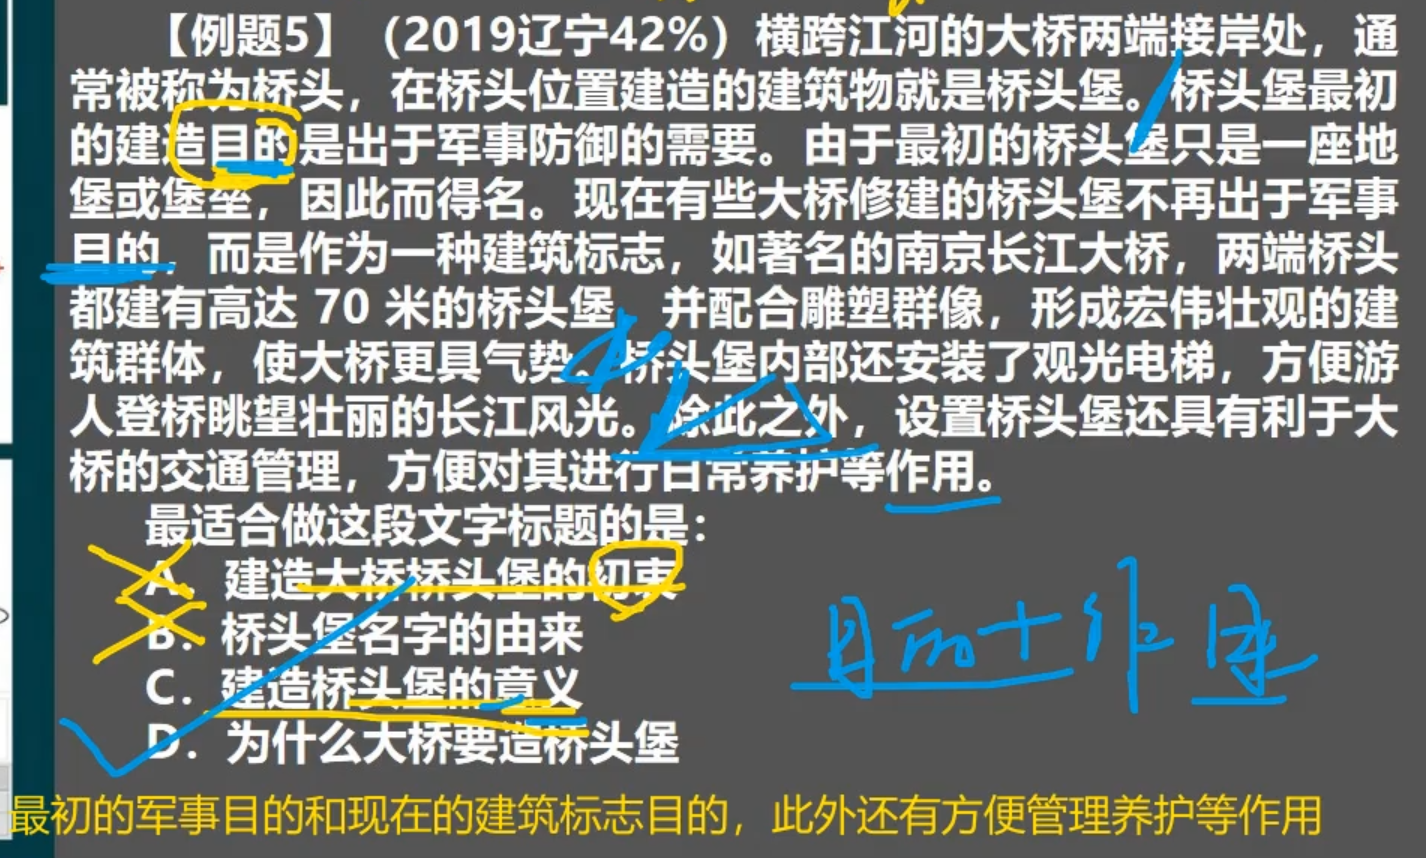 【例题5】（2019辽宁42%）横跨江河的大桥两端接岸处，通
常被称为桥头，在桥头位置建造的建筑物就是桥头堡。桥头堡最初
的建造目的是出于军事防御的需要。由于最初的桥头堡只是一座地
堡或堡垒，因此而得名。现在有些大桥修建的桥头堡不再出于军事
目的，而是作为一种建筑标志，如著名的南京长江大桥，两端桥头
都建有高达 70 米的桥头堡，并配合雕塑群像，形成宏伟壮观的建
筑群体，使大桥更具气势。桥头堡内部还安装了观光电梯，方便游
人登桥眺望壮丽的长江风光。除此之外，设置桥头堡还具有利于大
桥的交通管理，方便对其进行日常养护等作用。
最适合做这段文字标题的是：
A. 建造大桥桥头堡的初衷
B. 桥头堡名字的由来
目的+作用
C. 建造桥头堡的意义
D. 为什么大桥要造桥头堡
最初的军事目的和现在的建筑标志目的，此外还有方便管理养护等作用